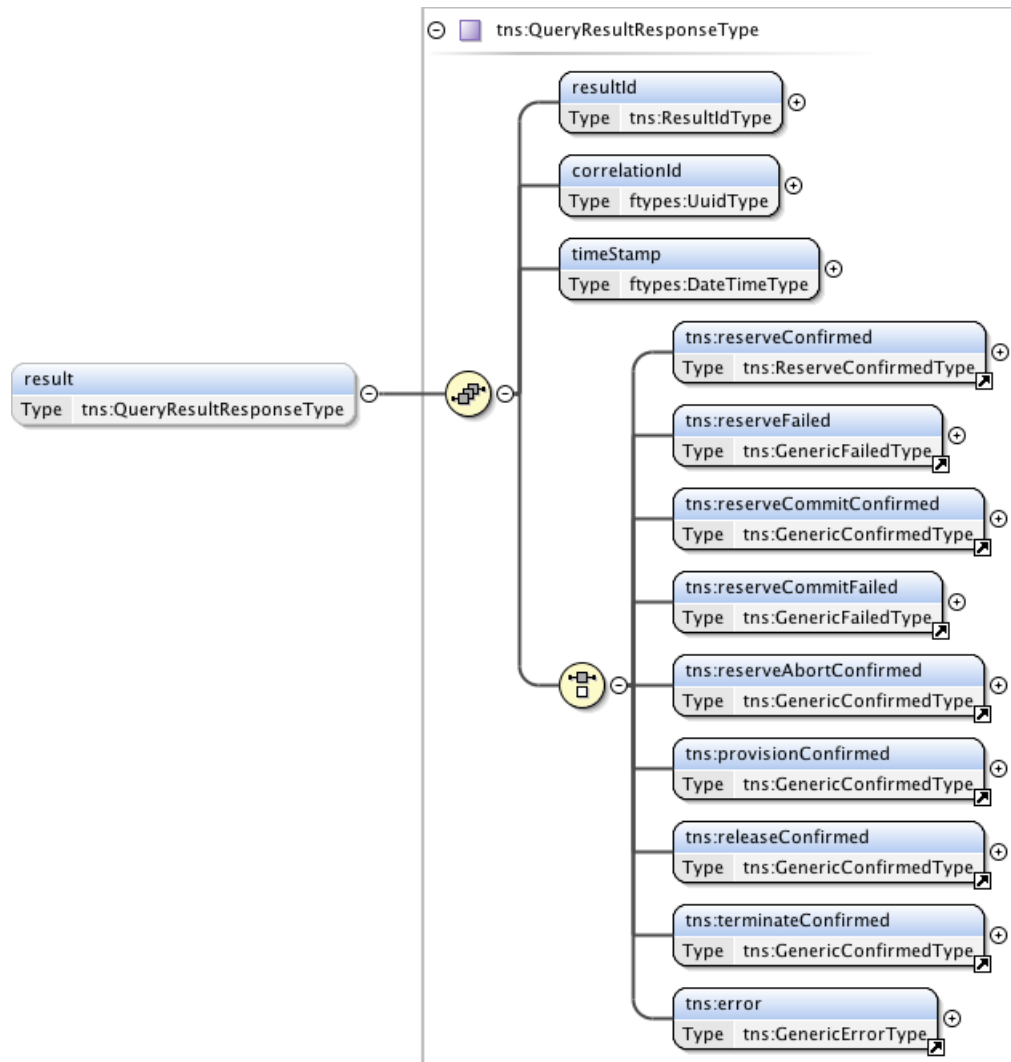 tns:QueryResultResponseType
resultId
Type tns:ResultIdType
correlationId
Type ftypes:UuidType
timeStamp
Type ftypes:DateTimeType
result
Type tns:QueryResultResponseType
tns:reserveConfirmed
Type tns:ReserveConfirmedType
tns:reserveFailed
Type tns:GenericFailedType
tns:reserveCommitConfirmed
Type tns:GenericConfirmedType
tns:reserveCommitFailed
Type tns:GenericFailedType
tns:reserveAbortConfirmed
Type tns:GenericConfirmedType
tns:provisionConfirmed
Type tns:GenericConfirmedType
tns:releaseConfirmed
Type tns:GenericConfirmedType
tns:terminateConfirmed
Type tns:GenericConfirmedType
tns:error
Type tns:GenericErrorType